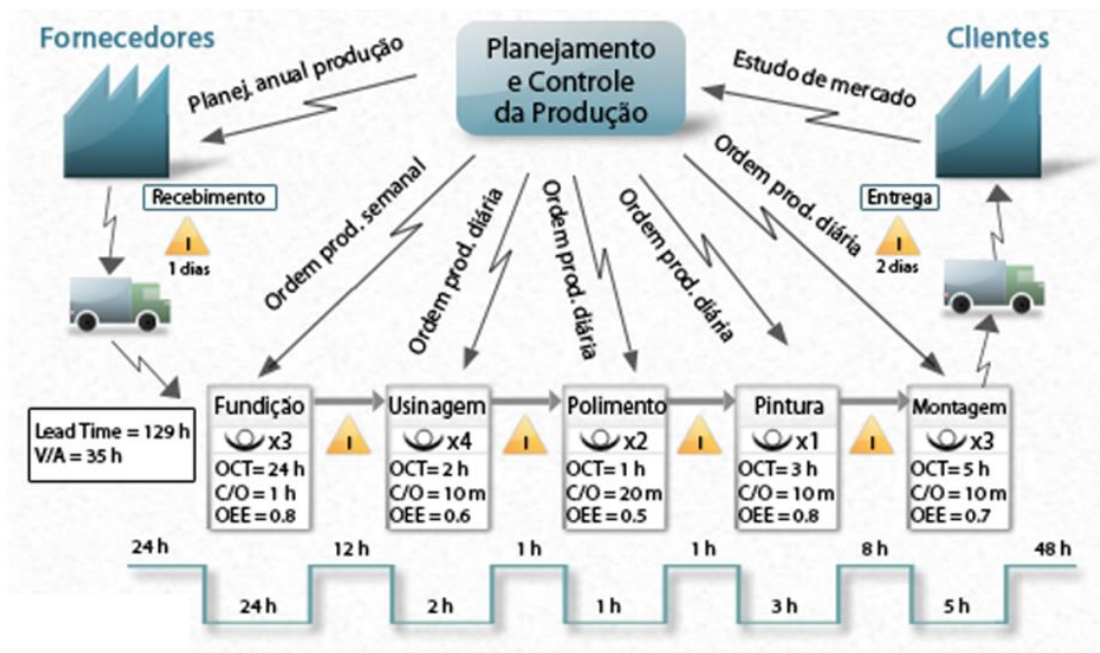 Fornecedores
Planejamento
e Controle
da Produção
Clientes
Planej. anual produção
Estudo de mercado
Recebimento
I
1 dias
Entrega
I
2 dias
Ordem prod. semanal
Ordem prod. diária
Ordem prod. diária
Ordem prod. diária
Ordem prod. diária
Lead Time = 129 h
V/A = 35 h
Fundição
x3
OCT= 24 h
C/O = 1 h
OEE = 0.8
I
Usinagem
x4
OCT= 2 h
C/O = 10 m
OEE = 0.6
I
Polimento
x2
OCT= 1 h
C/O = 20 m
OEE = 0.5
I
Pintura
x1
OCT= 3 h
C/O = 10 m
OEE = 0.8
I
Montagem
x3
OCT= 5 h
C/O = 10 m
OEE = 0.7
24 h 12 h 1 h 1 h 8 h 48 h
24 h 2 h 1 h 3 h 5 h